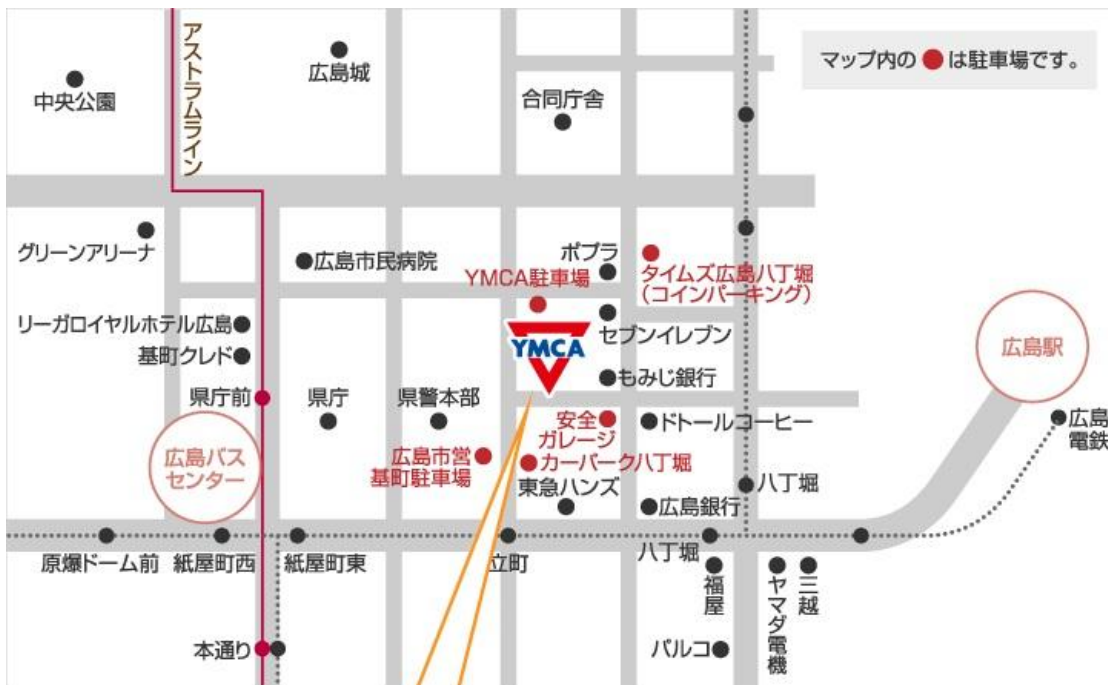 マップ内の ● は駐車場です。
アストラムライン
中央公園
広島城
合同庁舎
グリーンアリーナ
広島市民病院
ポプラ
タイムズ広島八丁堀
（コインパーキング）
YMCA駐車場
リーガロイヤルホテル広島
基町クレド
YMCA
セブンイレブン
広島駅
もみじ銀行
県庁前
県庁
県警本部
安全
ガレージ
ドトールコーヒー
広島
電鉄
広島バス
センター
広島市営
基町駐車場
カーパーク八丁堀
東急ハンズ
広島銀行
八丁堀
原爆ドーム前
紙屋町西
紙屋町東
立町
八丁堀
福屋
ヤマダ電機
三越
本通り
パルコ